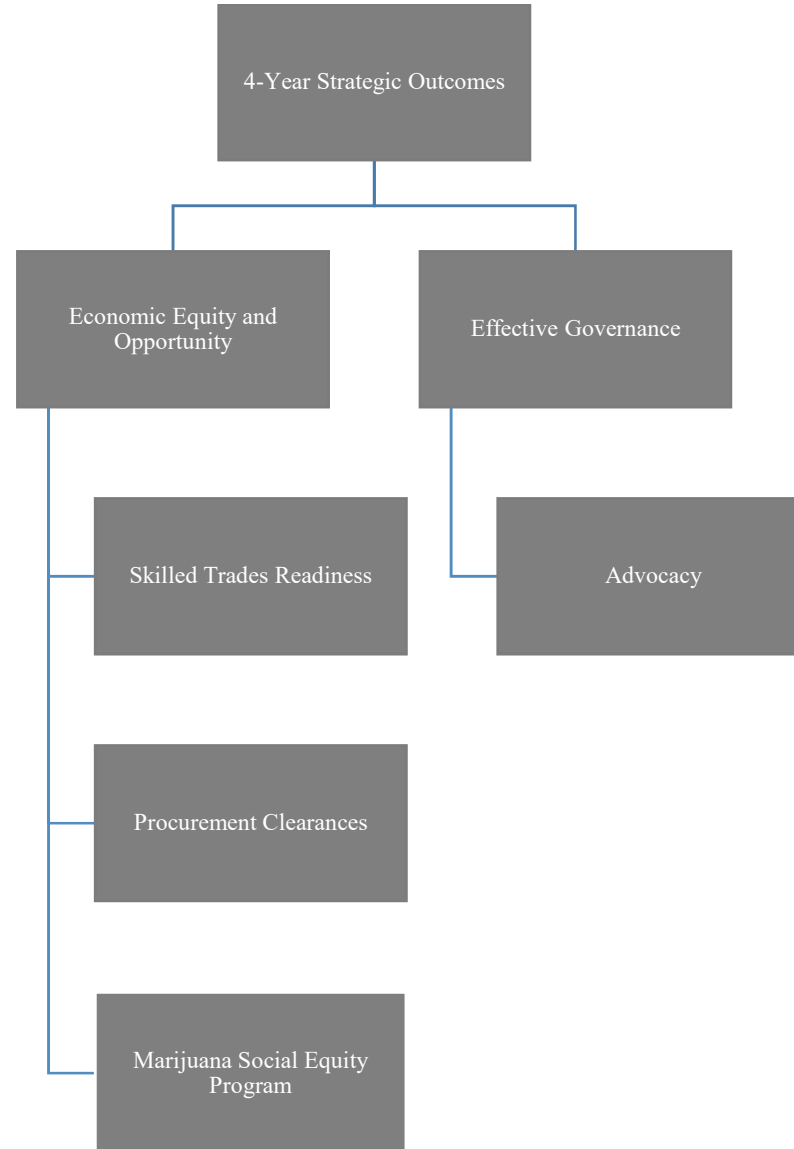 4-Year Strategic Outcomes
Economic Equity and
Opportunity
Effective Governance
Skilled Trades Readiness
Advocacy
Procurement Clearances
Marijuana Social Equity
Program